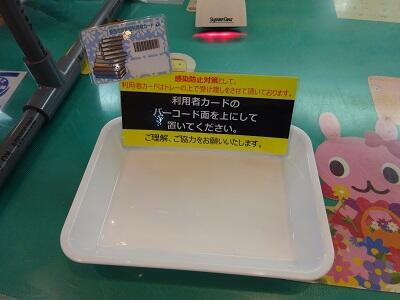 感染防止対策として、
利用者カードはトレーの上で受け渡しをさせて頂いております。
利用者カードの
バーコード面を上にして
置いてください。
ご理解、ご協力をお願いいたします。